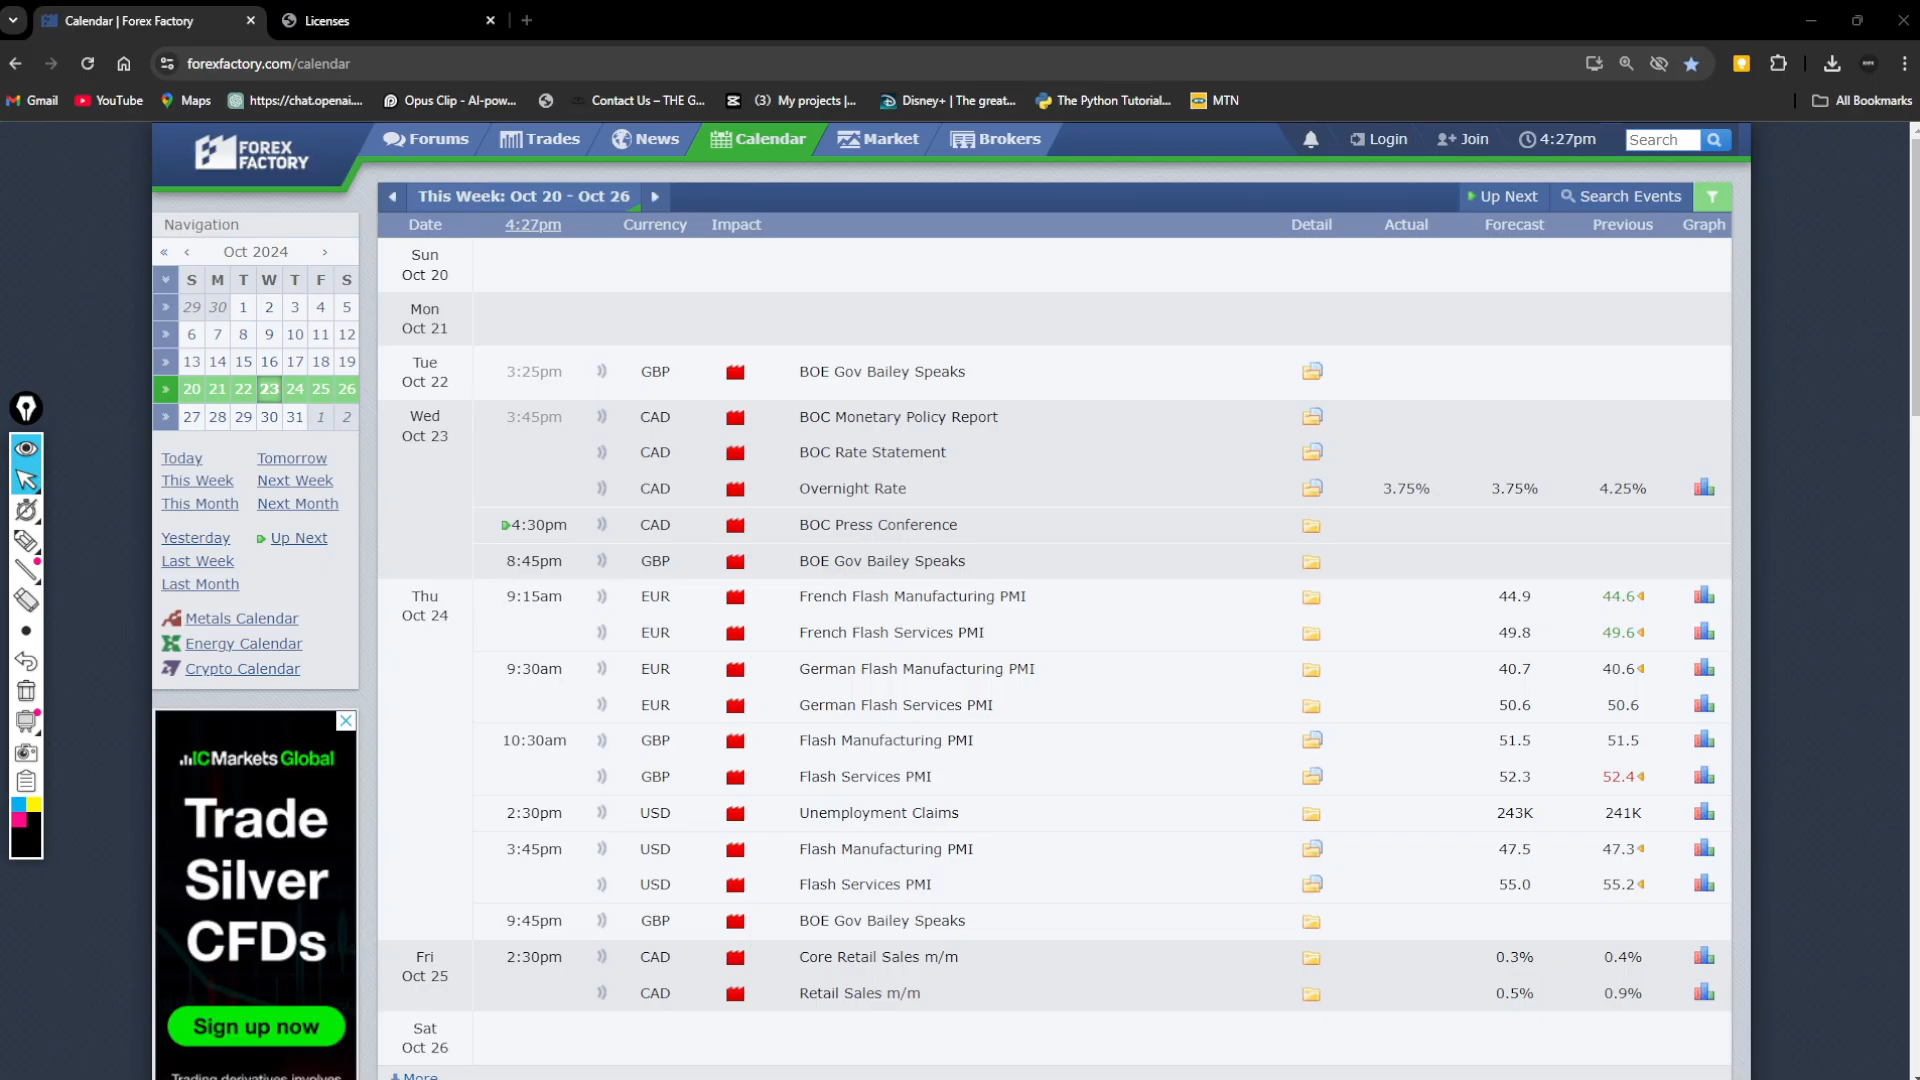 Calendar | Forex Factory
Licenses
forexfactory.com/calendar
Gmail YouTube Maps https://chat.openai.... Opus Clip - AI-pow... Contact Us – THE G... (3) My projects |... Disney+ | The great... The Python Tutorial... MTN All Bookmarks
FOREX FACTORY
Forums Trades News Calendar Market Brokers Login Join 4:27pm Search
This Week: Oct 20 - Oct 26 Up Next Search Events
Date 4:27pm Currency Impact Detail Actual Forecast Previous Graph
Sun
Oct 20
Mon
Oct 21
Tue
Oct 22
3:25pm GBP BOE Gov Bailey Speaks
Wed
Oct 23
3:45pm CAD BOC Monetary Policy Report
CAD BOC Rate Statement
CAD Overnight Rate 3.75% 3.75% 4.25%
4:30pm CAD BOC Press Conference
8:45pm GBP BOE Gov Bailey Speaks
Thu
Oct 24
9:15am EUR French Flash Manufacturing PMI 44.9 44.6
EUR French Flash Services PMI 49.8 49.6
9:30am EUR German Flash Manufacturing PMI 40.7 40.6
EUR German Flash Services PMI 50.6 50.6
10:30am GBP Flash Manufacturing PMI 51.5 51.5
GBP Flash Services PMI 52.3 52.4
2:30pm USD Unemployment Claims 243K 241K
3:45pm USD Flash Manufacturing PMI 47.5 47.3
USD Flash Services PMI 55.0 55.2
9:45pm GBP BOE Gov Bailey Speaks
Fri
Oct 25
2:30pm CAD Core Retail Sales m/m 0.3% 0.4%
CAD Retail Sales m/m 0.5% 0.9%
Sat
Oct 26
More
Navigation
« ‹ Oct 2024 ›
S M T W T F S
29 30 1 2 3 4 5
6 7 8 9 10 11 12
13 14 15 16 17 18 19
20 21 22 23 24 25 26
27 28 29 30 31 1 2
Today Tomorrow
This Week Next Week
This Month Next Month
Yesterday Up Next
Last Week
Last Month
Metals Calendar
Energy Calendar
Crypto Calendar
ICMarkets Global
Trade
Silver
CFDs
Sign up now
Trading derivatives involves